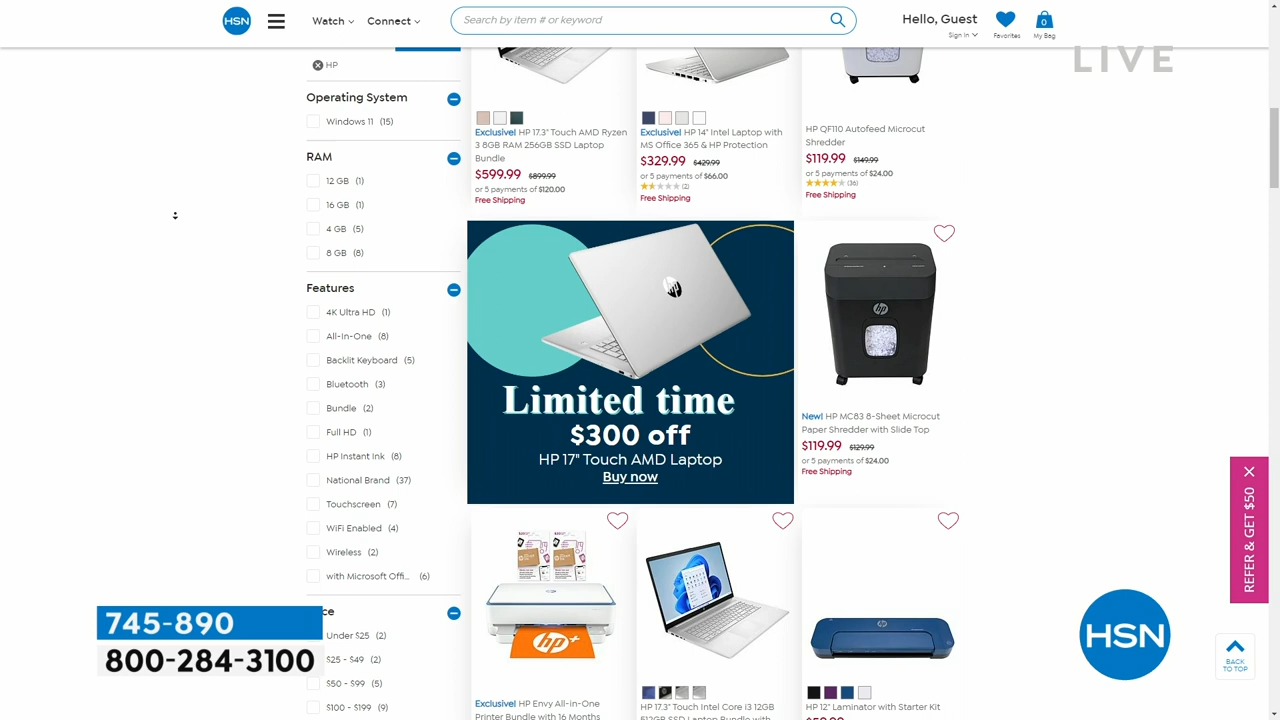 HSN
Watch
Connect
Search by item # or keyword
Hello, Guest
Sign In
Favorites
0
My Bag
LIVE
HP
Operating System
Windows 11 (15)
RAM
12 GB (1)
16 GB (1)
4 GB (5)
8 GB (8)
Features
4K Ultra HD (1)
All-In-One (8)
Backlit Keyboard (5)
Bluetooth (3)
Bundle (2)
Full HD (1)
HP Instant Ink (8)
National Brand (37)
Touchscreen (7)
WiFi Enabled (4)
Wireless (2)
with Microsoft Offi... (6)
ce
Under $25 (2)
$25 - $49 (2)
$50 - $99 (5)
$100 - $199 (9)
Exclusive! HP 17.3" Touch AMD Ryzen
3 8GB RAM 256GB SSD Laptop
Bundle
$599.99 $899.99
or 5 payments of $120.00
Free Shipping
Exclusive! HP 14" Intel Laptop with
MS Office 365 & HP Protection
$329.99 $429.99
or 5 payments of $66.00
(2)
Free Shipping
HP QF110 Autofeed Microcut
Shredder
$119.99 $149.99
or 5 payments of $24.00
(36)
Free Shipping
hp
Limited time
$300 off
HP 17" Touch AMD Laptop
Buy now
hp
New! HP MC83 8-Sheet Microcut
Paper Shredder with Slide Top
$119.99 $129.99
or 5 payments of $24.00
Free Shipping
hp+
Exclusive! HP Envy All-in-One
Printer Bundle with 16 Months
HP 17.3" Touch Intel Core i3 12GB
512GB SSD Laptop Bundle with
hp
HP 12" Laminator with Starter Kit
REFER & GET $50
745-890
800-284-3100
HSN
BACK
TO TOP